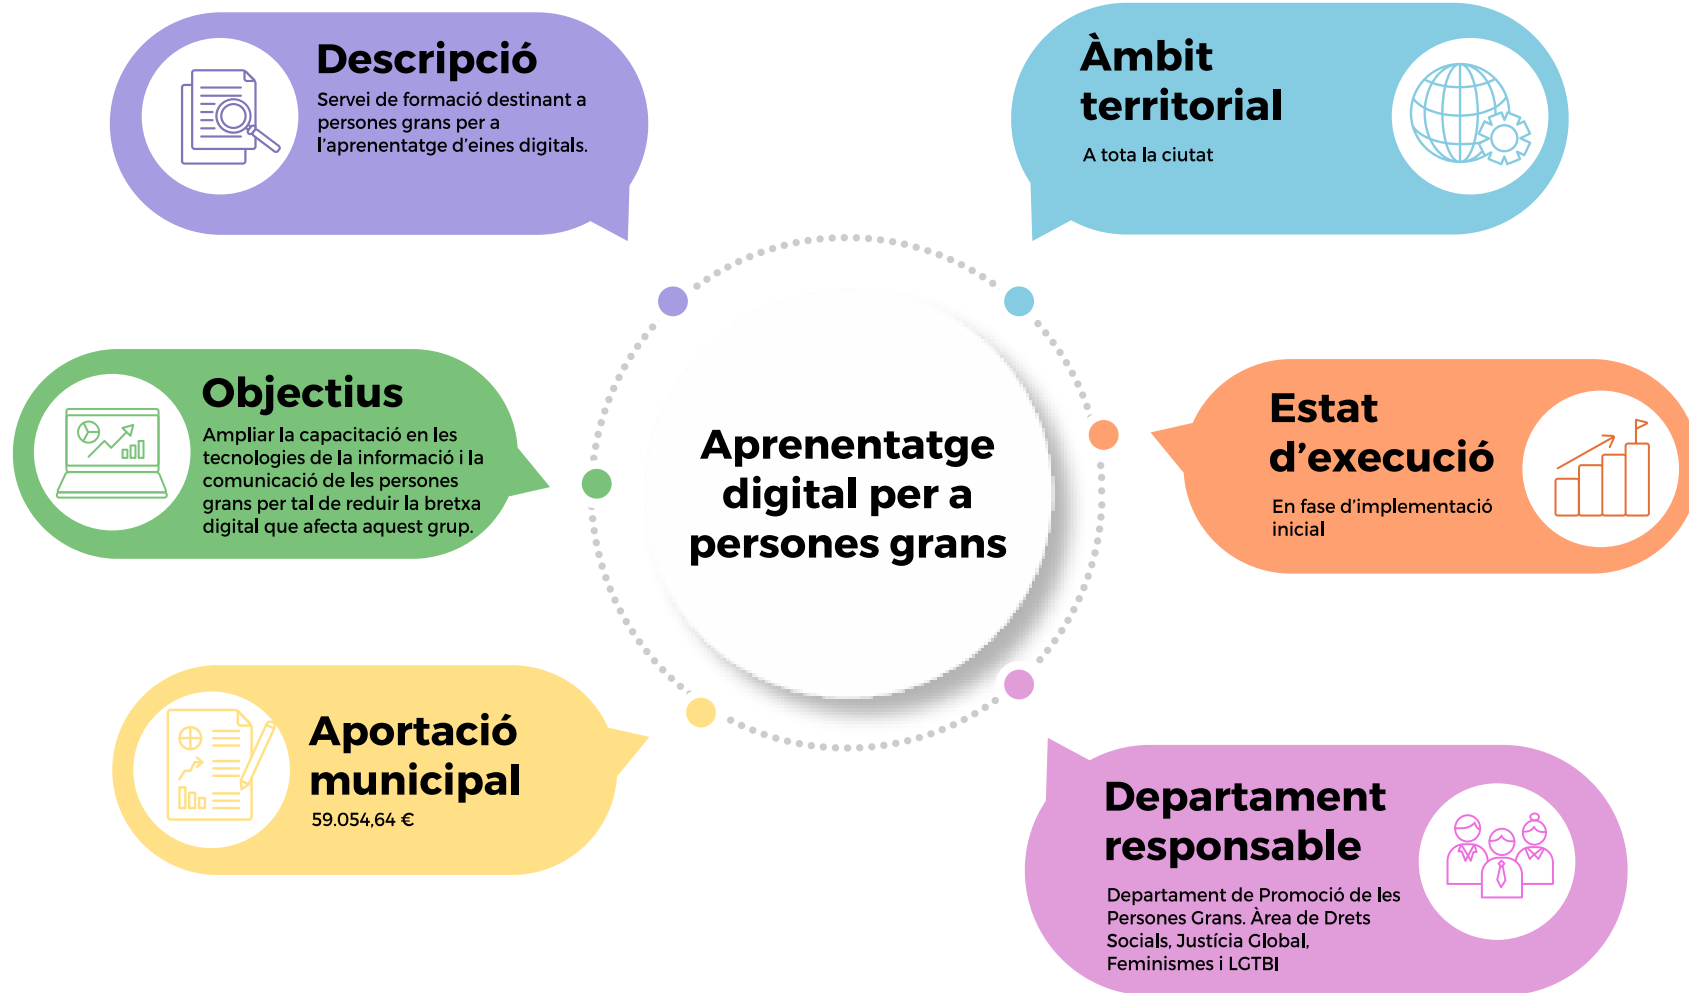 Descripció
Servei de formació destinant a
persones grans per a
l'aprenentatge d'eines digitals.
Àmbit
territorial
A tota la ciutat
Objectius
Ampliar la capacitació en les
tecnologies de la informació i la
comunicació de les persones
grans per tal de reduir la bretxa
digital que afecta aquest grup.
Aprenentatge
digital per a
persones grans
Estat
d'execució
En fase d'implementació
inicial
Aportació
municipal
59.054,64 €
Departament
responsable
Departament de Promoció de les
Persones Grans. Àrea de Drets
Socials, Justícia Global,
Feminismes i LGTBI